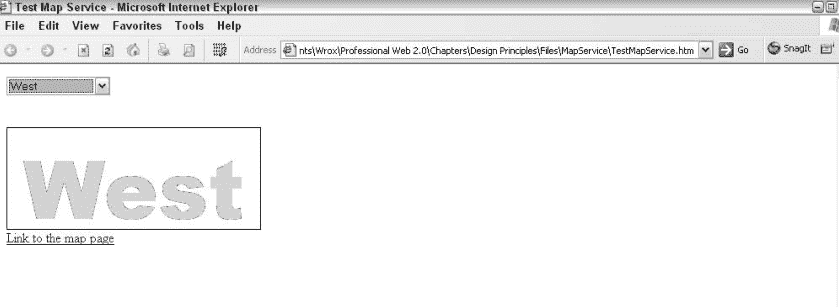 Test Map Service - Microsoft Internet Explorer
File Edit View Favorites Tools Help
Address nts\Wrox\Professional Web 2.0\Chapters\Design Principles\Files\MapService\TestMapService.htm Go SnagIt
West
West
Link to the map page